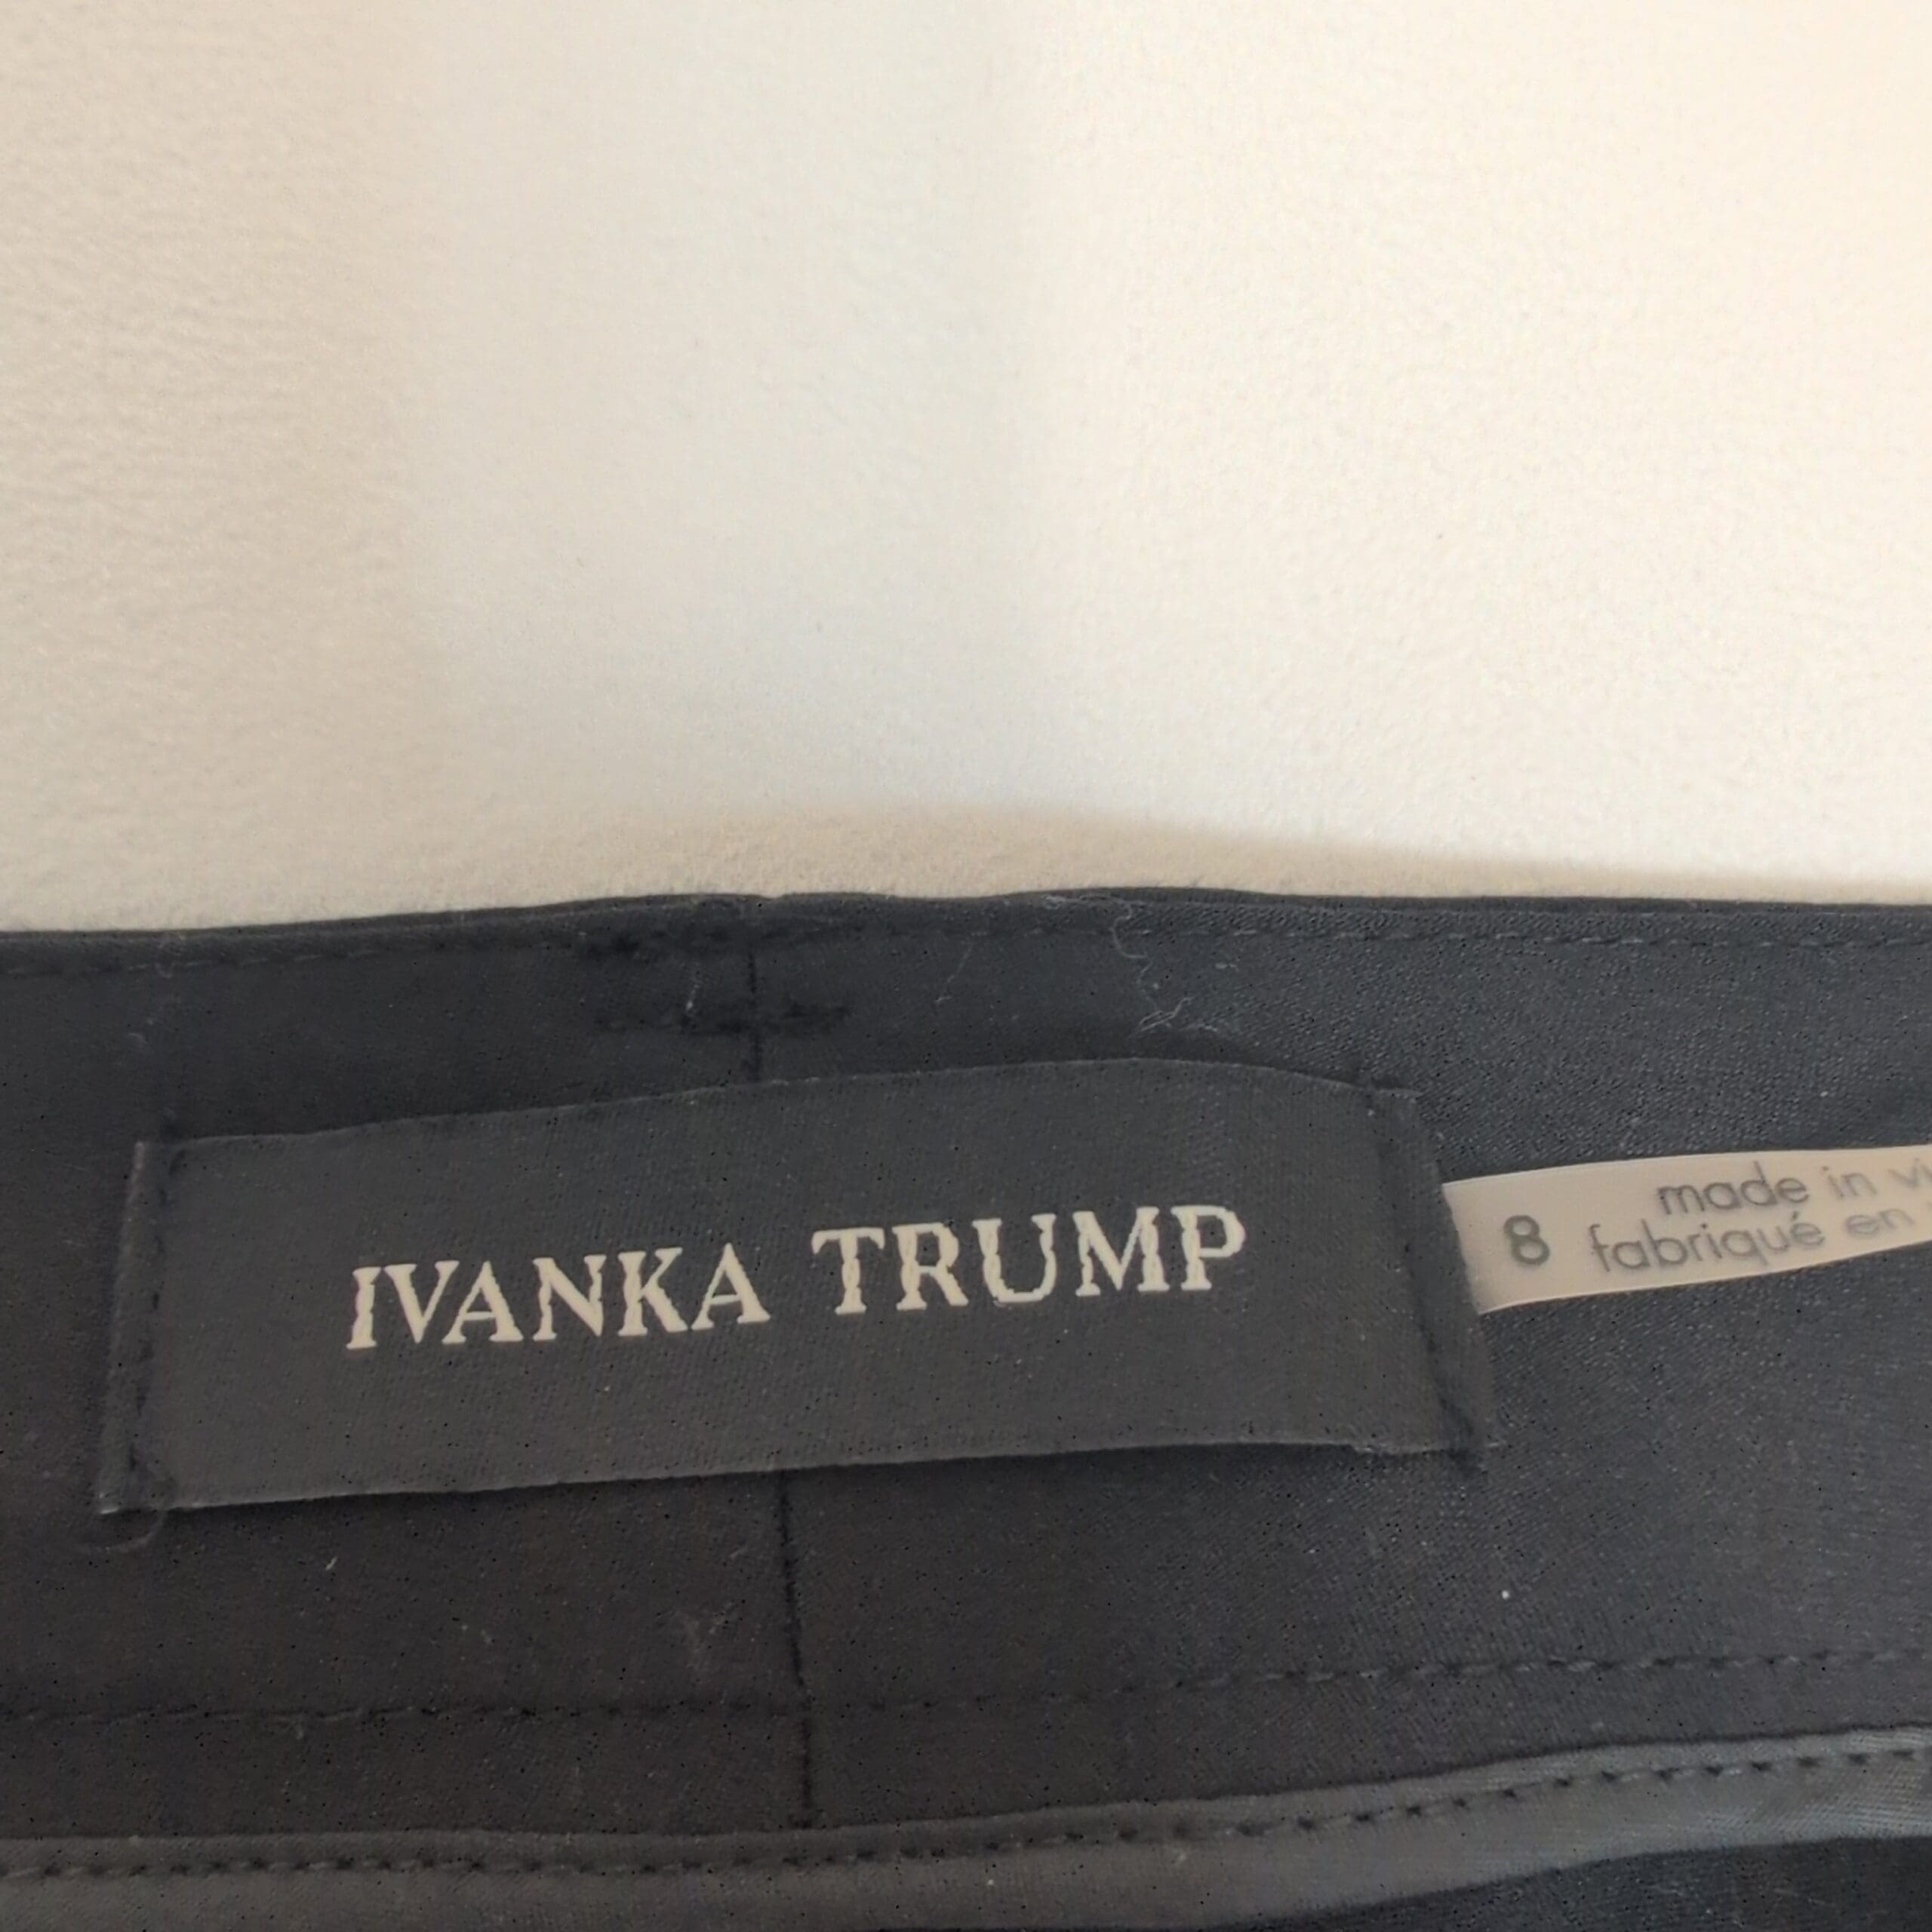 IVANKA TRUMP
8
made in
fabriqué en